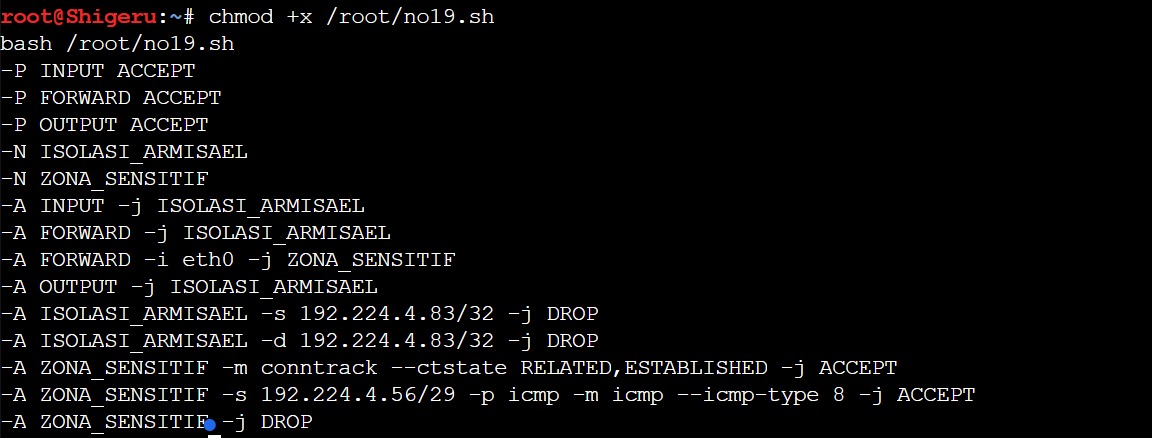 root@Shigeru:~# chmod +x /root/no19.sh
bash /root/no19.sh
-P INPUT ACCEPT
-P FORWARD ACCEPT
-P OUTPUT ACCEPT
-N ISOLASI_ARMISAEL
-N ZONA_SENSITIF
-A INPUT -j ISOLASI_ARMISAEL
-A FORWARD -j ISOLASI_ARMISAEL
-A FORWARD -i eth0 -j ZONA_SENSITIF
-A OUTPUT -j ISOLASI_ARMISAEL
-A ISOLASI_ARMISAEL -s 192.224.4.83/32 -j DROP
-A ISOLASI_ARMISAEL -d 192.224.4.83/32 -j DROP
-A ZONA_SENSITIF -m conntrack --ctstate RELATED,ESTABLISHED -j ACCEPT
-A ZONA_SENSITIF -s 192.224.4.56/29 -p icmp -m icmp --icmp-type 8 -j ACCEPT
-A ZONA_SENSITIF -j DROP